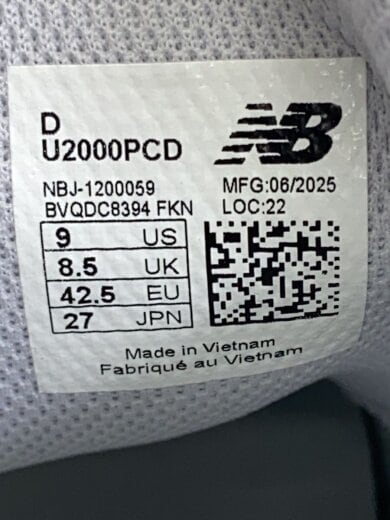 D
U2000PCD
NB
NBJ-1200059
BVQDC8394 FKN
MFG:06/2025
LOC:22
9 US
8.5 UK
42.5 EU
27 JPN
Made in Vietnam
Fabriqué au Vietnam